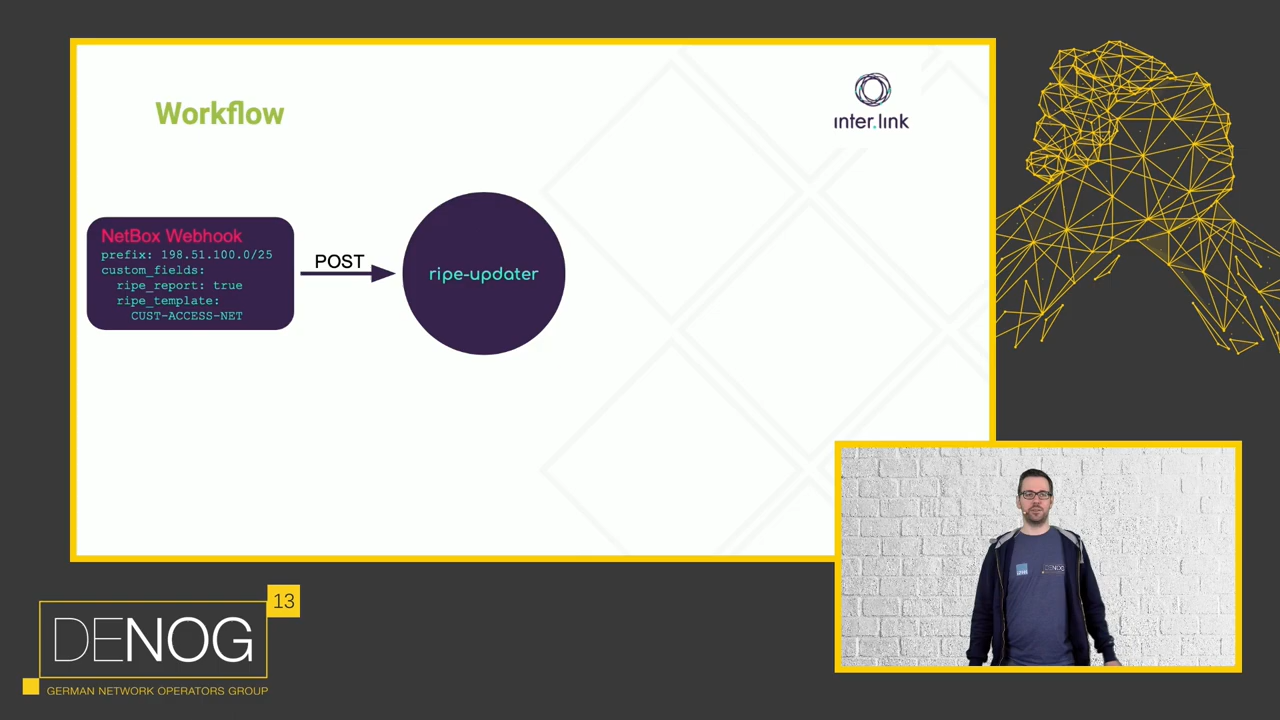 Workflow
inter.link
NetBox Webhook
prefix: 198.51.100.0/25
custom_fields:
ripe_report: true
ripe_template:
CUST-ACCESS-NET
POST
ripe-updater
DENOG
13
GERMAN NETWORK OPERATORS GROUP
DENOG